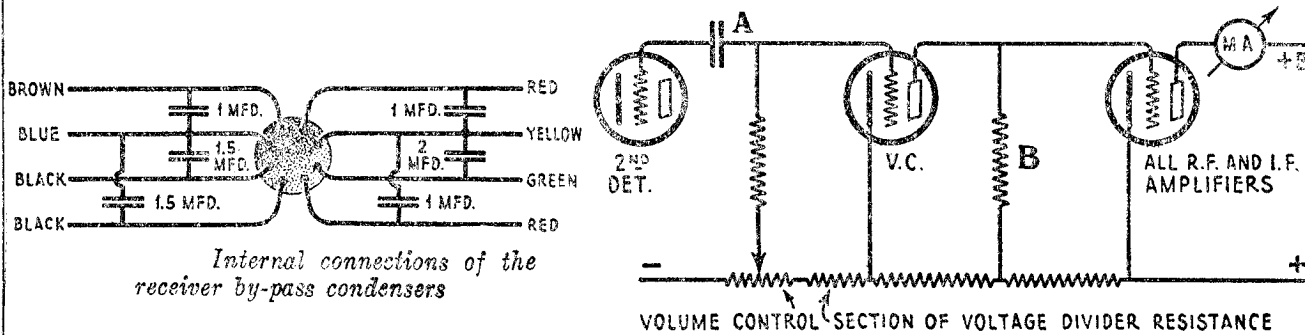 BROWN
1 MFD.
1 MFD.
RED
BLUE
YELLOW
1.5 MFD.
2 MFD.
BLACK
GREEN
1.5 MFD.
1 MFD.
BLACK
RED
Internal connections of the
receiver by-pass condensers
A
MA
+B
2ND DET.
V.C.
B
ALL R.F. AND I.F.
AMPLIFIERS
−
+
VOLUME CONTROL SECTION OF VOLTAGE DIVIDER RESISTANCE